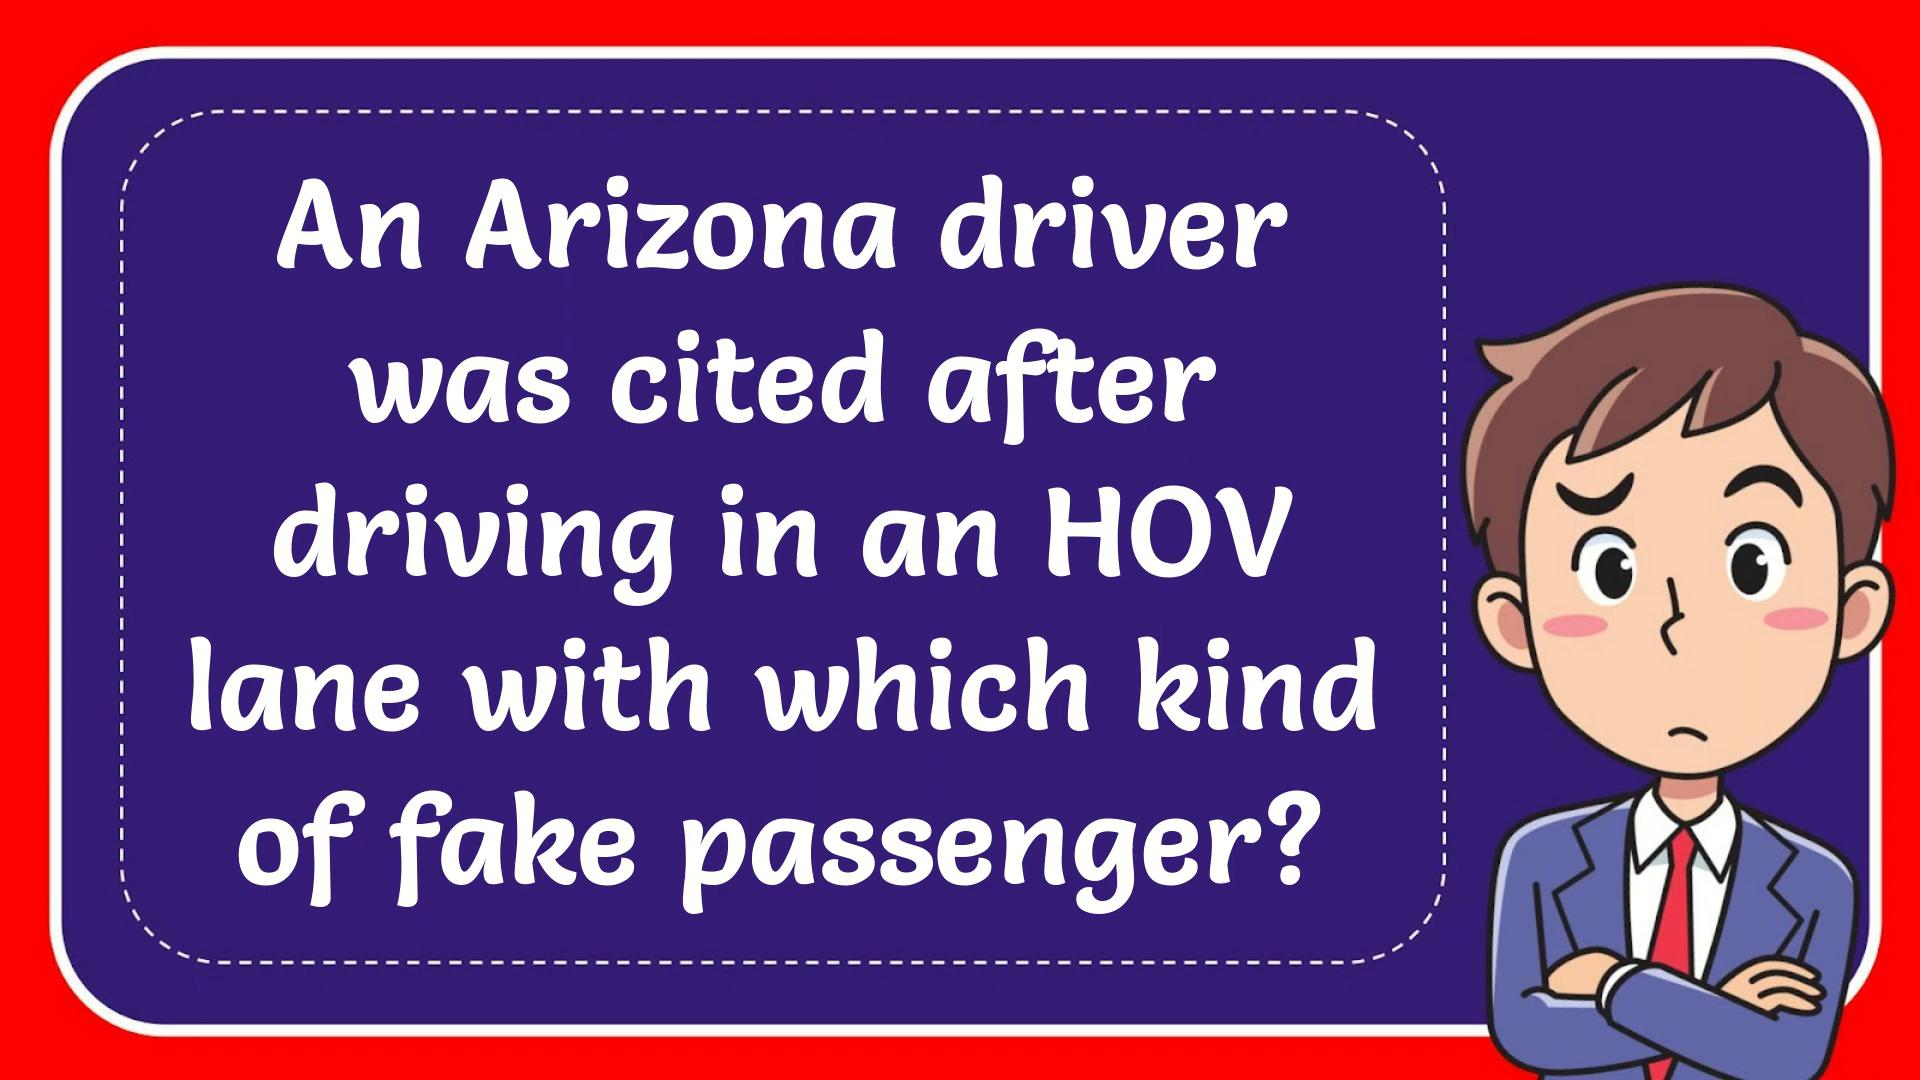 An Arizona driver
was cited after
driving in an HOV
lane with which kind
of fake passenger?